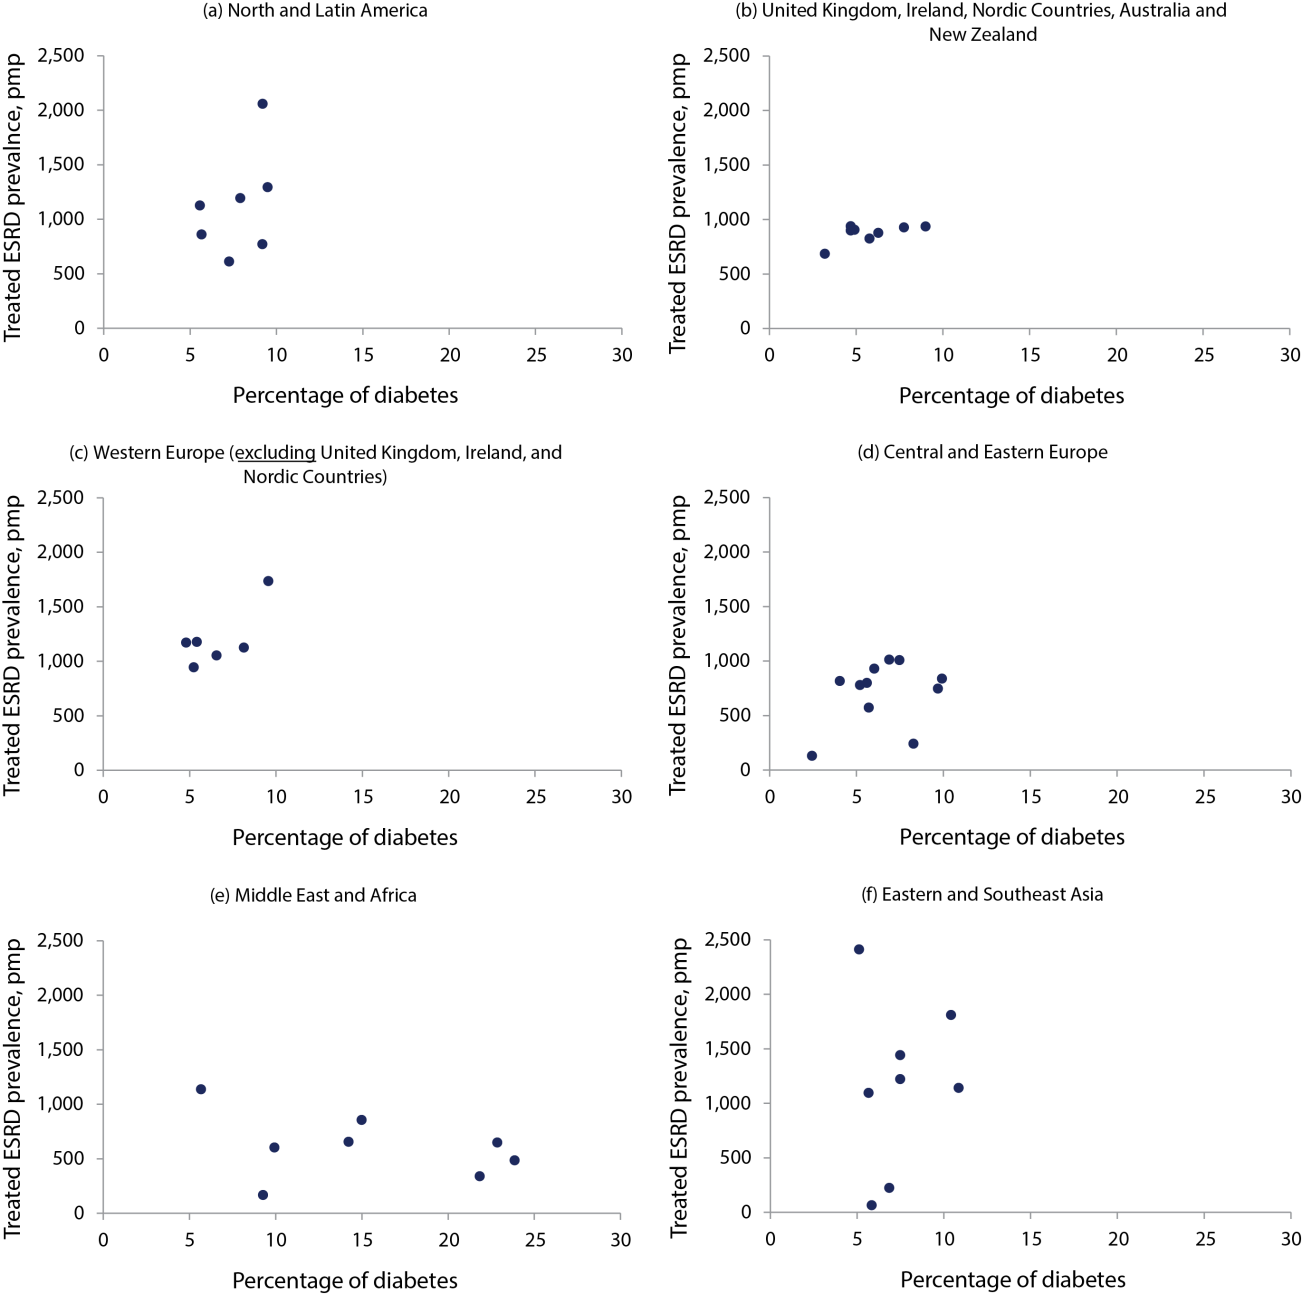 (a) North and Latin America
Treated ESRD prevalnce, pmp
2,500
2,000
1,500
1,000
500
0
0 5 10 15 20 25 30
Percentage of diabetes
(b) United Kingdom, Ireland, Nordic Countries, Australia and
New Zealand
Treated ESRD prevalence, pmp
2,500
2,000
1,500
1,000
500
0
0 5 10 15 20 25 30
Percentage of diabetes
(c) Western Europe (excluding United Kingdom, Ireland, and
Nordic Countries)
Treated ESRD prevalence, pmp
2,500
2,000
1,500
1,000
500
0
0 5 10 15 20 25 30
Percentage of diabetes
(d) Central and Eastern Europe
Treated ESRD prevalence, pmp
2,500
2,000
1,500
1,000
500
0
0 5 10 15 20 25 30
Percentage of diabetes
(e) Middle East and Africa
Treated ESRD prevalence, pmp
2,500
2,000
1,500
1,000
500
0
0 5 10 15 20 25 30
Percentage of diabetes
(f) Eastern and Southeast Asia
Treated ESRD prevalence, pmp
2,500
2,000
1,500
1,000
500
0
0 5 10 15 20 25 30
Percentage of diabetes